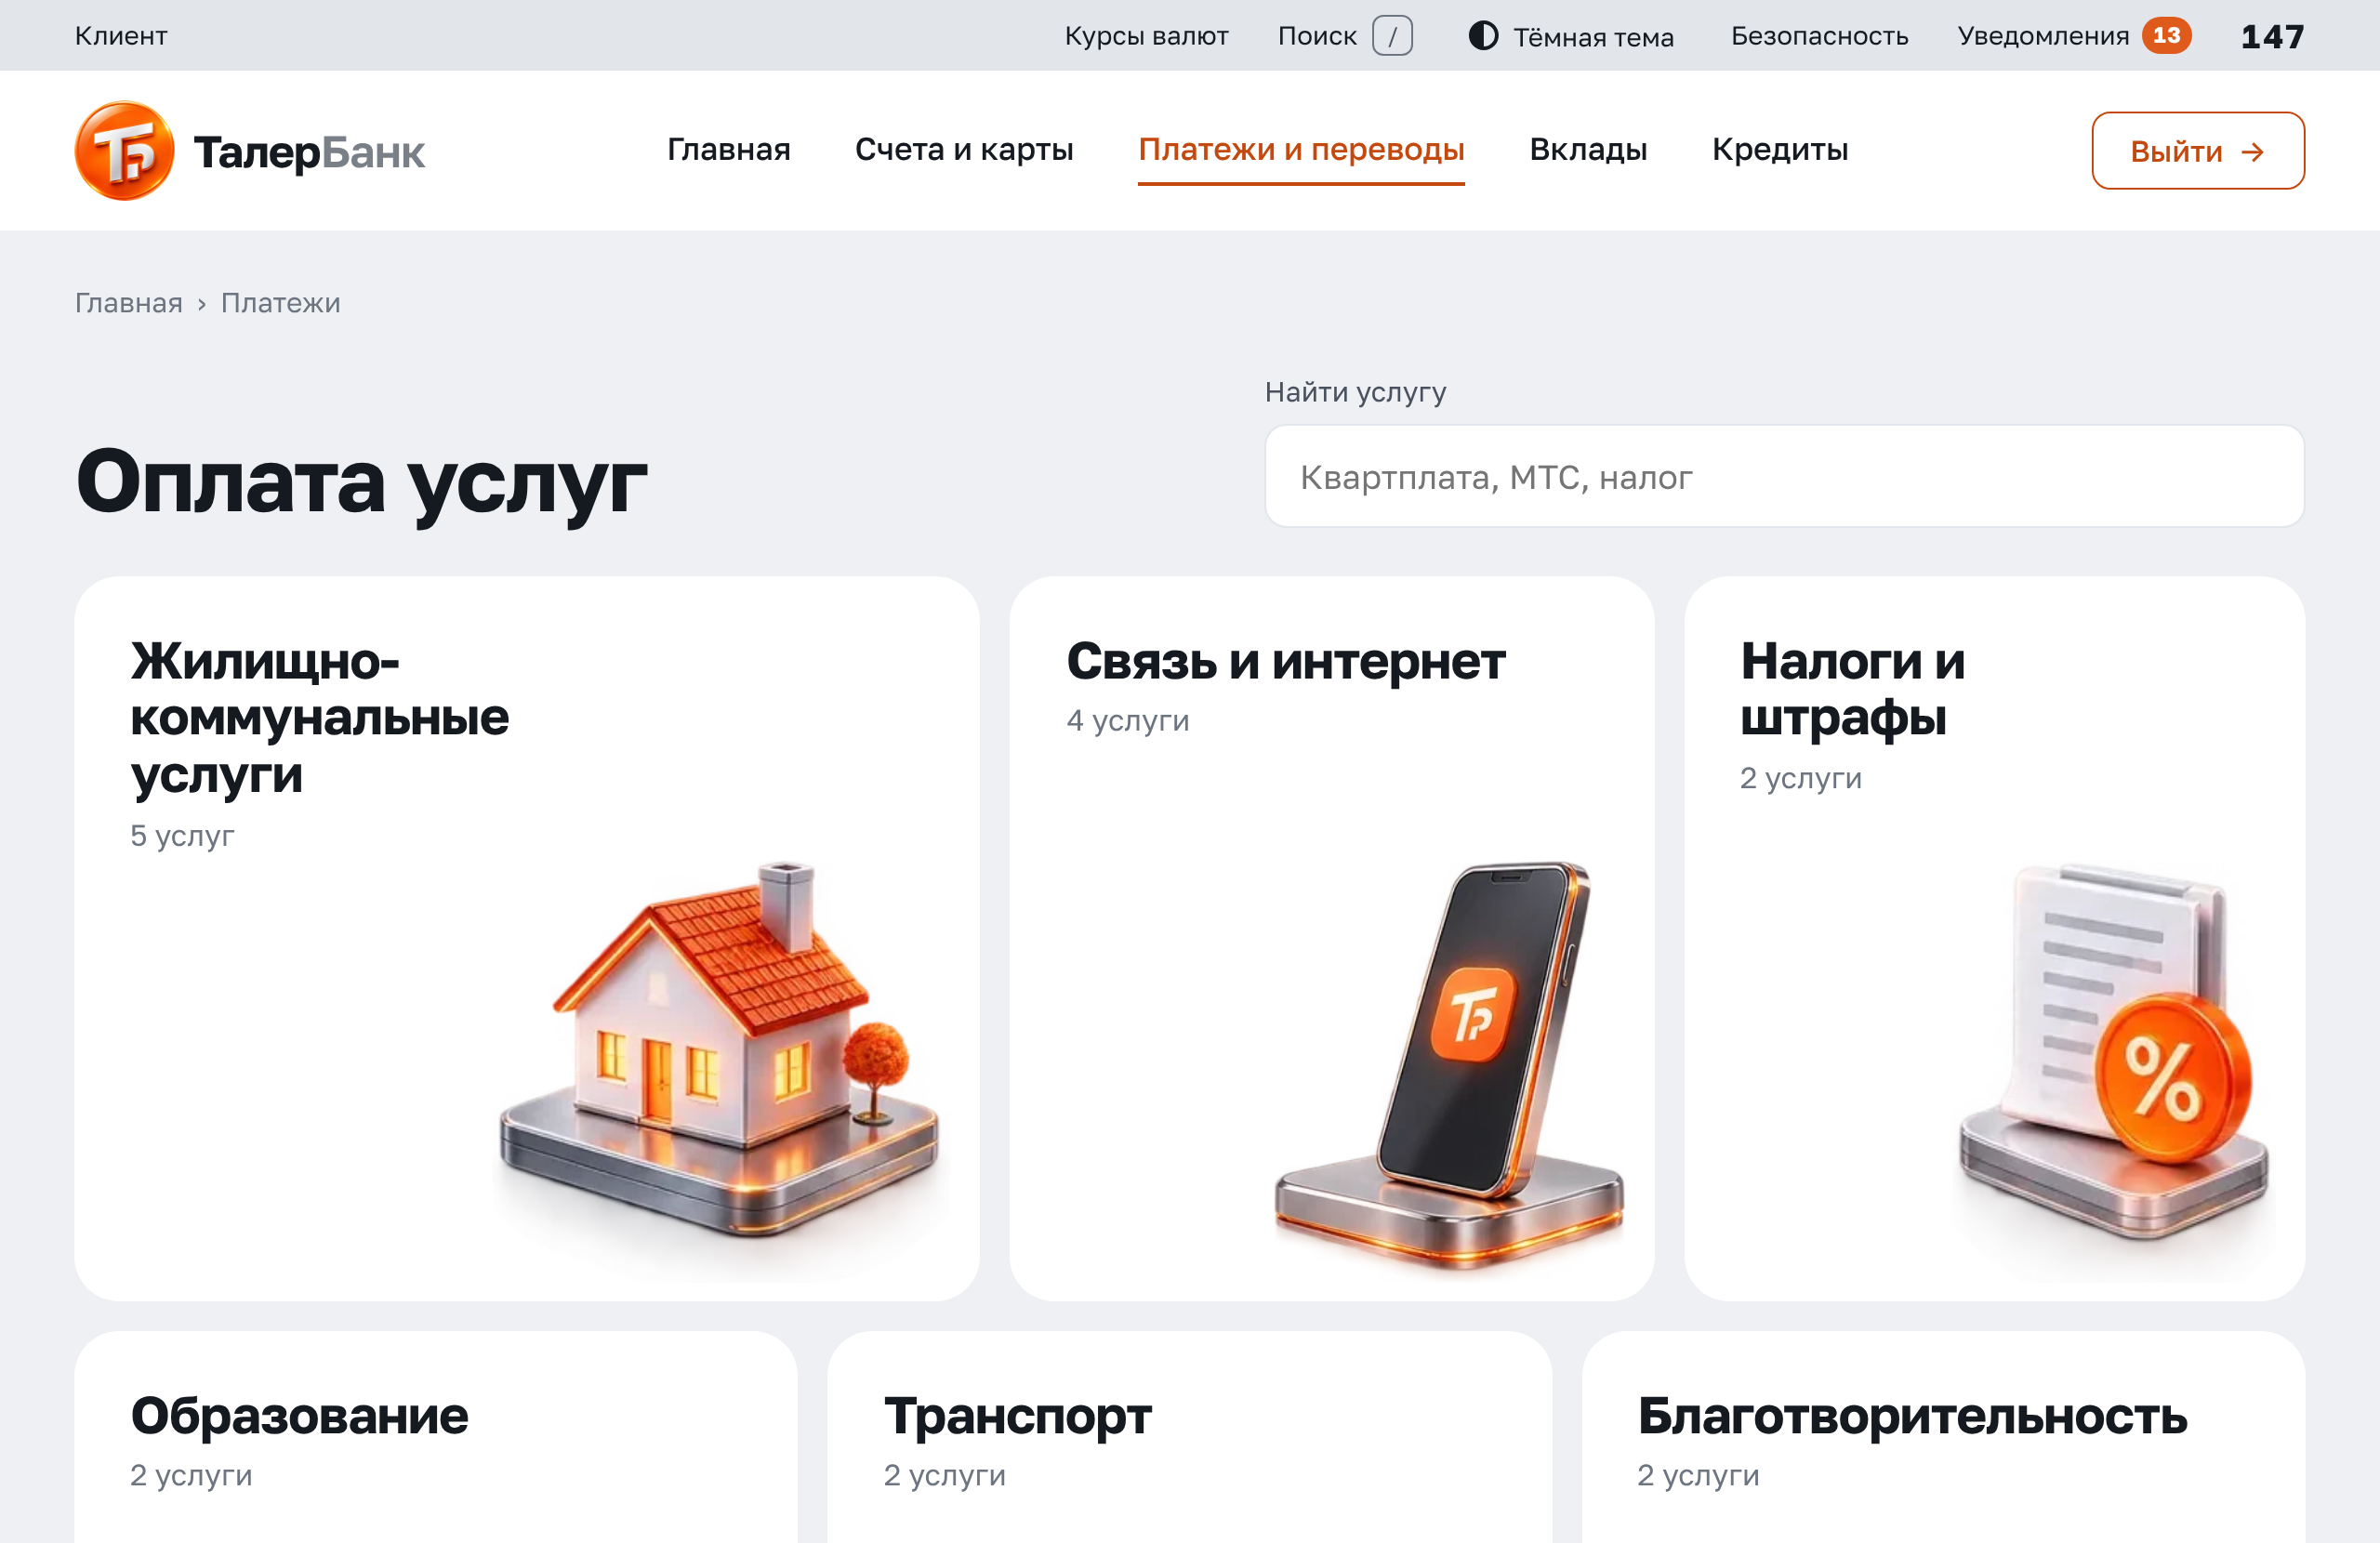 Клиент
Курсы валют
Поиск /
Тёмная тема
Безопасность
Уведомления 13
147
ТалерБанк
Главная
Счета и карты
Платежи и переводы
Вклады
Кредиты
Выйти →
Главная › Платежи
Найти услугу
Оплата услуг
Квартплата, МТС, налог
Жилищно-
коммунальные
услуги
5 услуг
Связь и интернет
4 услуги
Налоги и
штрафы
2 услуги
%
Образование
2 услуги
Транспорт
2 услуги
Благотворительность
2 услуги